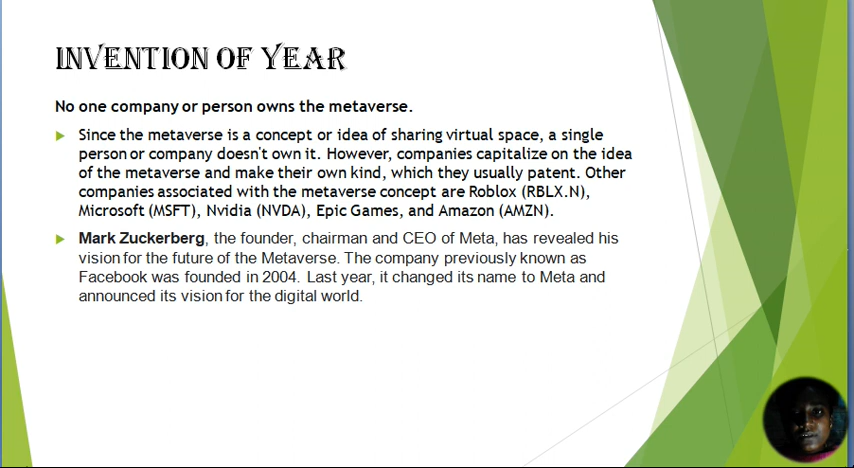 INVENTION OF YEAR
No one company or person owns the metaverse.
Since the metaverse is a concept or idea of sharing virtual space, a single
person or company doesn't own it. However, companies capitalize on the idea
of the metaverse and make their own kind, which they usually patent. Other
companies associated with the metaverse concept are Roblox (RBLX.N),
Microsoft (MSFT), Nvidia (NVDA), Epic Games, and Amazon (AMZN).
Mark Zuckerberg, the founder, chairman and CEO of Meta, has revealed his
vision for the future of the Metaverse. The company previously known as
Facebook was founded in 2004. Last year, it changed its name to Meta and
announced its vision for the digital world.